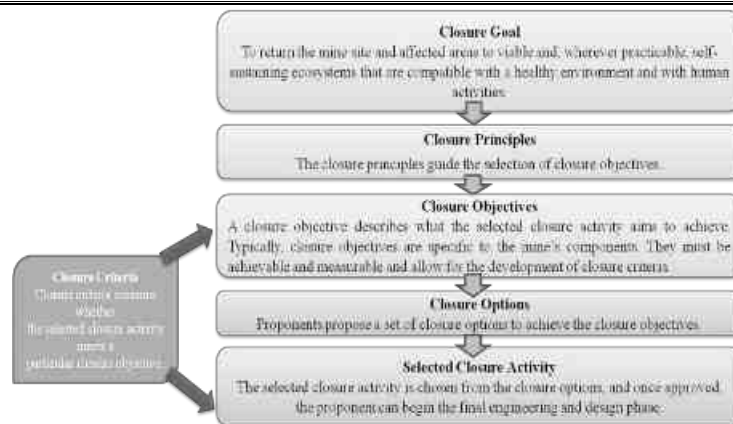 Closure Goal
To return the mine site and affected areas to viable and, wherever practicable, self-
sustaining ecosystems that are compatible with a healthy environment and with human
activities.
Closure Principles
The closure principles guide the selection of closure objectives.
Closure Objectives
A closure objective describes what the selected closure activity aims to achieve.
Typically, closure objectives are specific to the mine's components. They must be
achievable and measurable and allow for the development of closure criteria.
Closure Options
Proponents propose a set of closure options to achieve the closure objectives.
Selected Closure Activity
The selected closure activity is chosen from the closure options, and once approved,
the proponent can begin the final engineering and design phase.
Closure Criteria
Closure criteria
whether
the selected closure activity
meets a
particular closure objective.